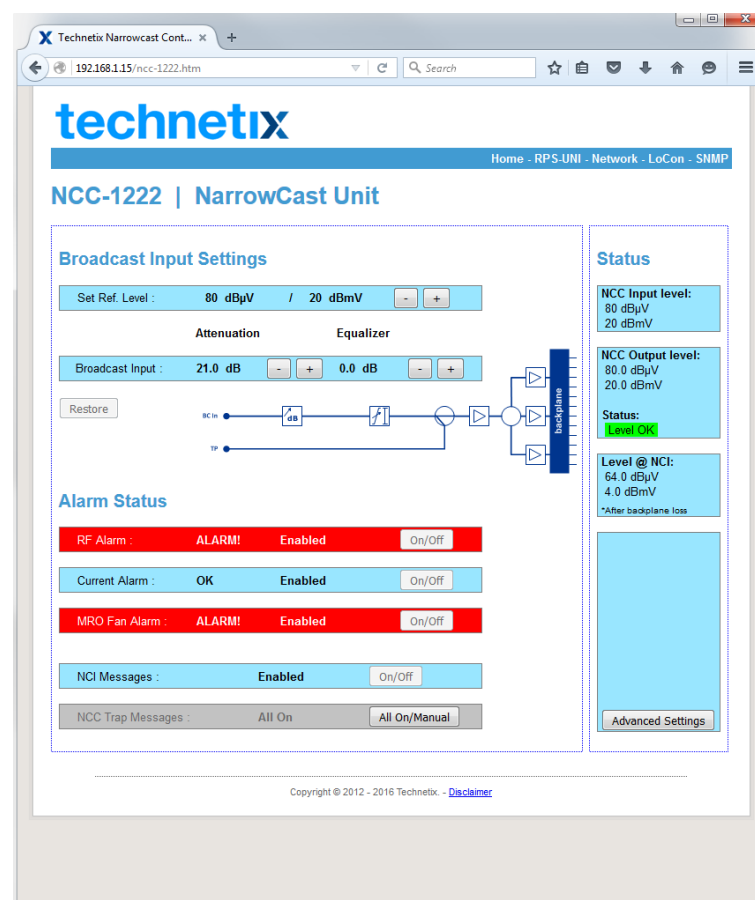 Technetix Narrowcast Cont... × +
192.168.1.15/ncc-1222.htm Search
technetix
Home - RPS-UNI - Network - LoCon - SNMP
NCC-1222 | NarrowCast Unit
Broadcast Input Settings
Set Ref. Level : 80 dBµV / 20 dBmV - +
Attenuation Equalizer
Broadcast Input : 21.0 dB - + 0.0 dB - +
Restore
BC in
dB
TP
backplane
Alarm Status
RF Alarm : ALARM! Enabled On/Off
Current Alarm : OK Enabled On/Off
MRO Fan Alarm : ALARM! Enabled On/Off
NCI Messages : Enabled On/Off
NCC Trap Messages : All On All On/Manual
Status
NCC Input level:
80 dBµV
20 dBmV
NCC Output level:
80.0 dBµV
20.0 dBmV
Status:
Level OK
Level @ NCI:
64.0 dBµV
4.0 dBmV
*After backplane loss
Advanced Settings
Copyright © 2012 - 2016 Technetix. - Disclaimer